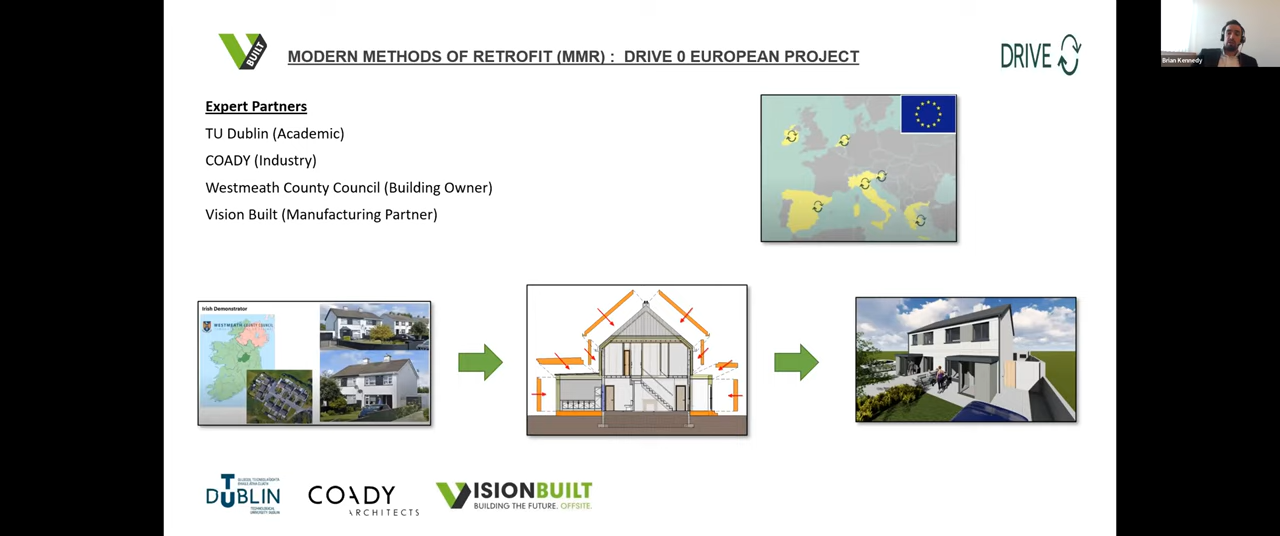 BUILT
MODERN METHODS OF RETROFIT (MMR) :  DRIVE 0 EUROPEAN PROJECT
DRIVE
Brian Kennedy
Expert Partners
TU Dublin (Academic)
COADY (Industry)
Westmeath County Council (Building Owner)
Vision Built (Manufacturing Partner)
Irish Demonstrator
WESTMEATH COUNTY COUNCIL
TU DUBLIN
COADY
ARCHITECTS
VISIONBUILT
BUILDING THE FUTURE. OFFSITE.